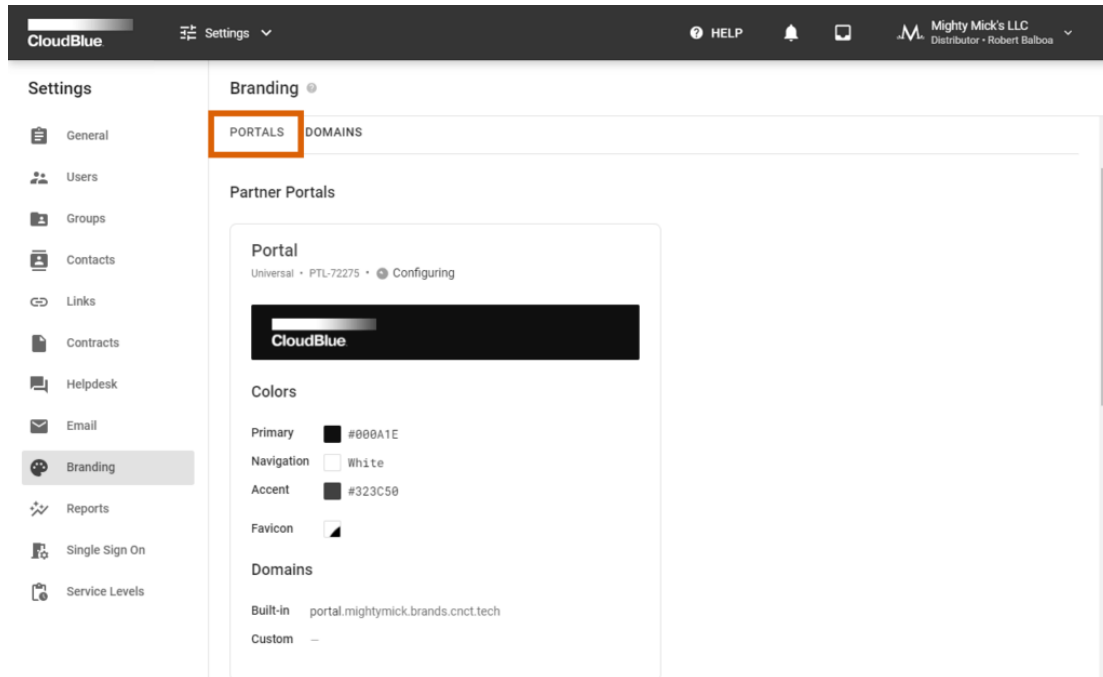 CloudBlue
Settings
HELP
Mighty Mick's LLC
Distributor • Robert Balboa
Settings
General
Users
Groups
Contacts
Links
Contracts
Helpdesk
Email
Branding
Reports
Single Sign On
Service Levels
Branding
PORTALS DOMAINS
Partner Portals
Portal
Universal • PTL-72275 • Configuring
CloudBlue
Colors
Primary #000A1E
Navigation White
Accent #323C50
Favicon
Domains
Built-in portal.mightymick.brands.cnct.tech
Custom –